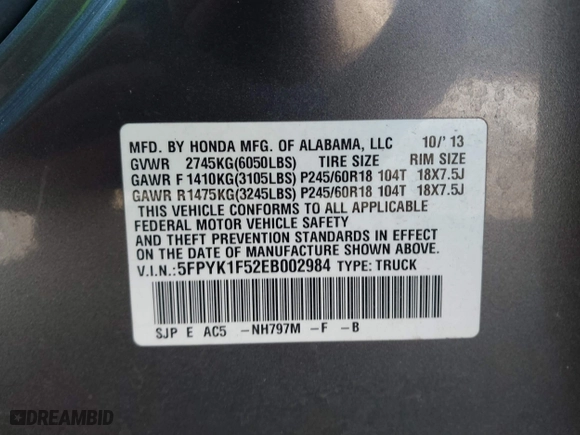 MFD. BY HONDA MFG. OF ALABAMA, LLC 10/'13
GVWR 2745KG(6050LBS) TIRE SIZE RIM SIZE
GAWR F 1410KG(3105LBS) P245/60R18 104T 18X7.5J
GAWR R1475KG(3245LBS) P245/60R18 104T 18X7.5J
THIS VEHICLE CONFORMS TO ALL APPLICABLE
FEDERAL MOTOR VEHICLE SAFETY
AND THEFT PREVENTION STANDARDS IN EFFECT
ON THE DATE OF MANUFACTURE SHOWN ABOVE.
V.I.N.:5FPYK1F52EB002984 TYPE: TRUCK
SJP E AC5 -NH797M -F -B
DREAMBID